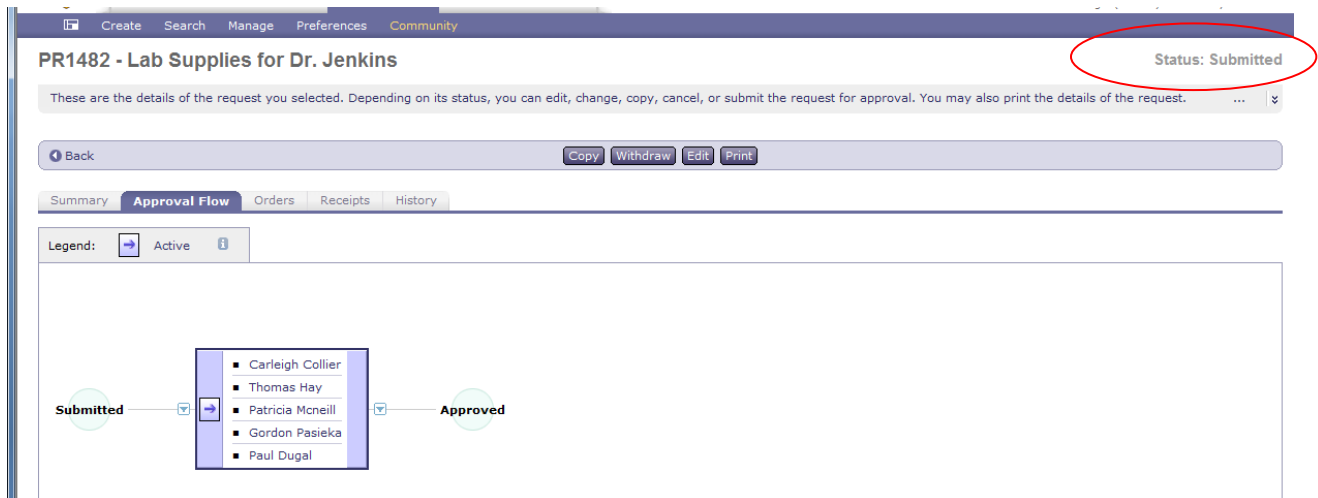 Create Search Manage Preferences Community
PR1482 - Lab Supplies for Dr. Jenkins
Status: Submitted
These are the details of the request you selected. Depending on its status, you can edit, change, copy, cancel, or submit the request for approval. You may also print the details of the request. ...
Back
Copy Withdraw Edit Print
Summary Approval Flow Orders Receipts History
Legend: Active
Carleigh Collier
Thomas Hay
Submitted
Patricia Mcneill
Approved
Gordon Pasieka
Paul Dugal